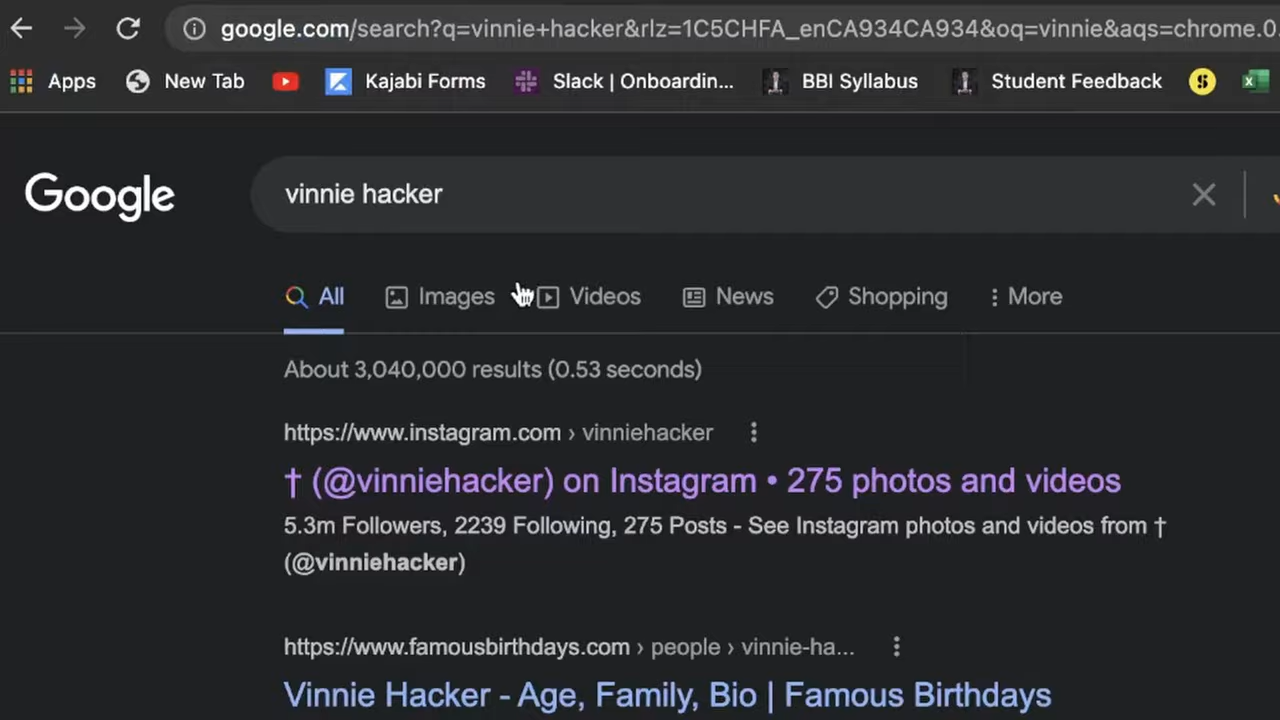 google.com/search?q=vinnie+hacker&rlz=1C5CHFA_enCA934CA934&oq=vinnie&aqs=chrome.0.
Apps New Tab Kajabi Forms Slack | Onboardin... BBI Syllabus Student Feedback
Google vinnie hacker
All Images Videos News Shopping More
About 3,040,000 results (0.53 seconds)
https://www.instagram.com › vinniehacker
† (@vinniehacker) on Instagram • 275 photos and videos
5.3m Followers, 2239 Following, 275 Posts - See Instagram photos and videos from †
(@vinniehacker)
https://www.famousbirthdays.com › people › vinnie-ha...
Vinnie Hacker - Age, Family, Bio | Famous Birthdays